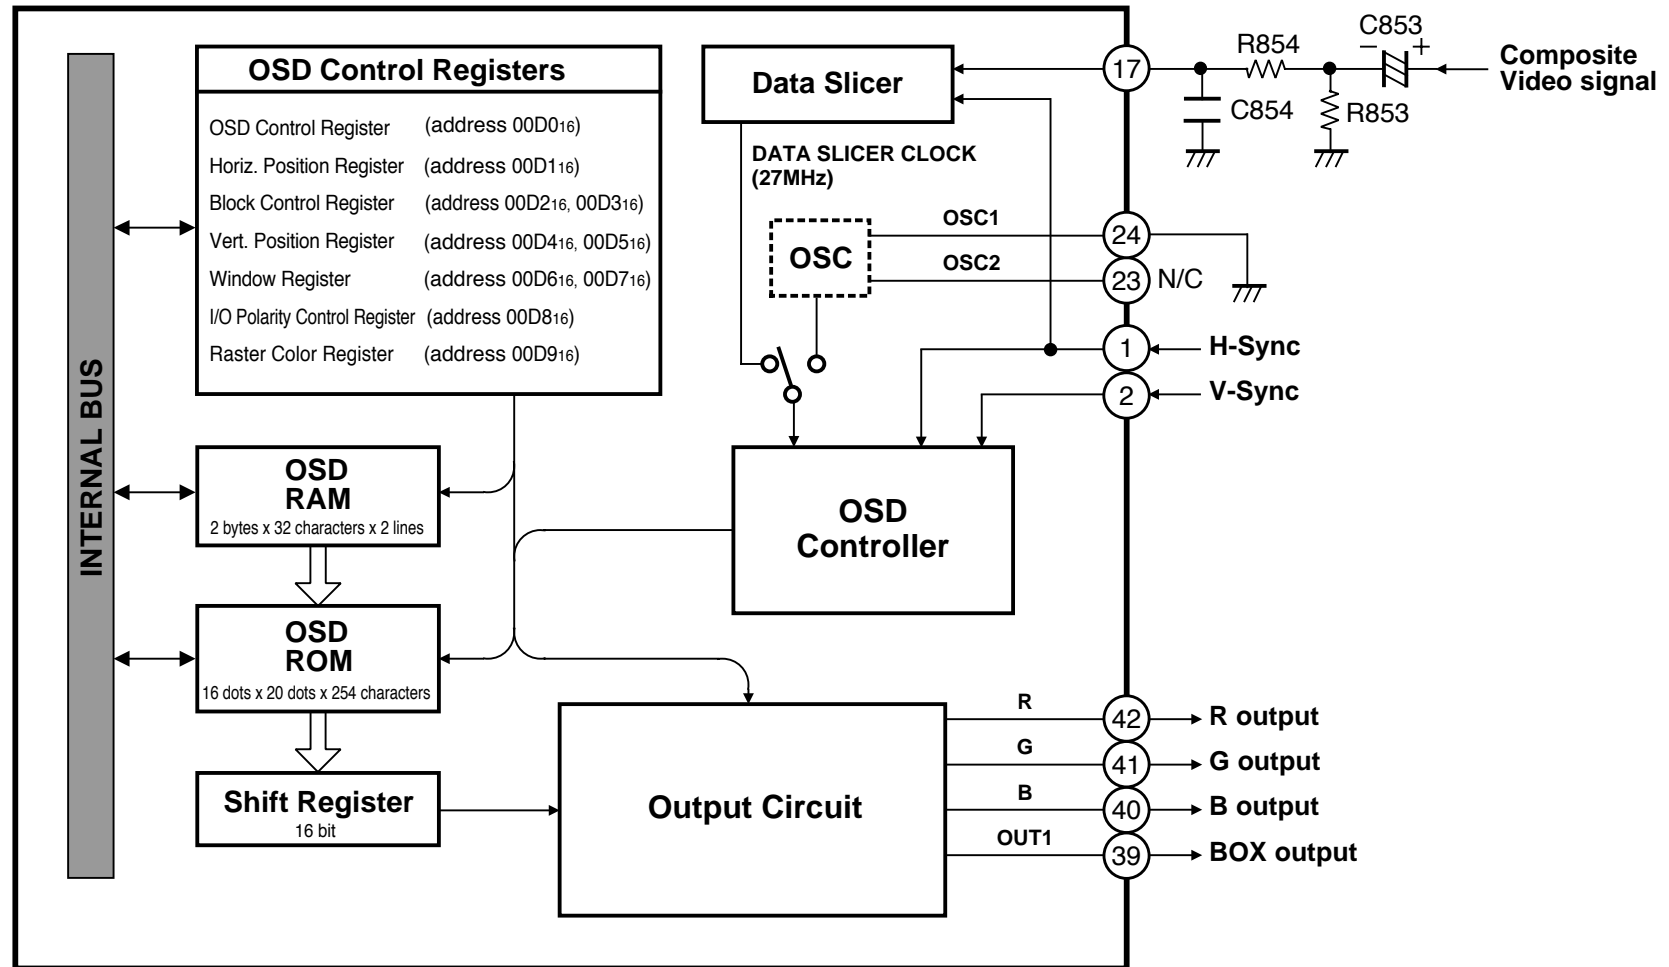 OSD Control Registers
OSD Control Register (address 00D016)
Horiz. Position Register (address 00D116)
Block Control Register (address 00D216, 00D316)
Vert. Position Register (address 00D416, 00D516)
Window Register (address 00D616, 00D716)
I/O Polarity Control Register (address 00D816)
Raster Color Register (address 00D916)
INTERNAL BUS
OSD
RAM
2 bytes x 32 characters x 2 lines
OSD
ROM
16 dots x 20 dots x 254 characters
Shift Register
16 bit
Data Slicer
DATA SLICER CLOCK
(27MHz)
OSC
OSC1
OSC2
OSD
Controller
Output Circuit
R
G
B
OUT1
17
24
23
N/C
1
H-Sync
2
V-Sync
42
R output
41
G output
40
B output
39
BOX output
C854
R854
R853
C853
− +
Composite
Video signal